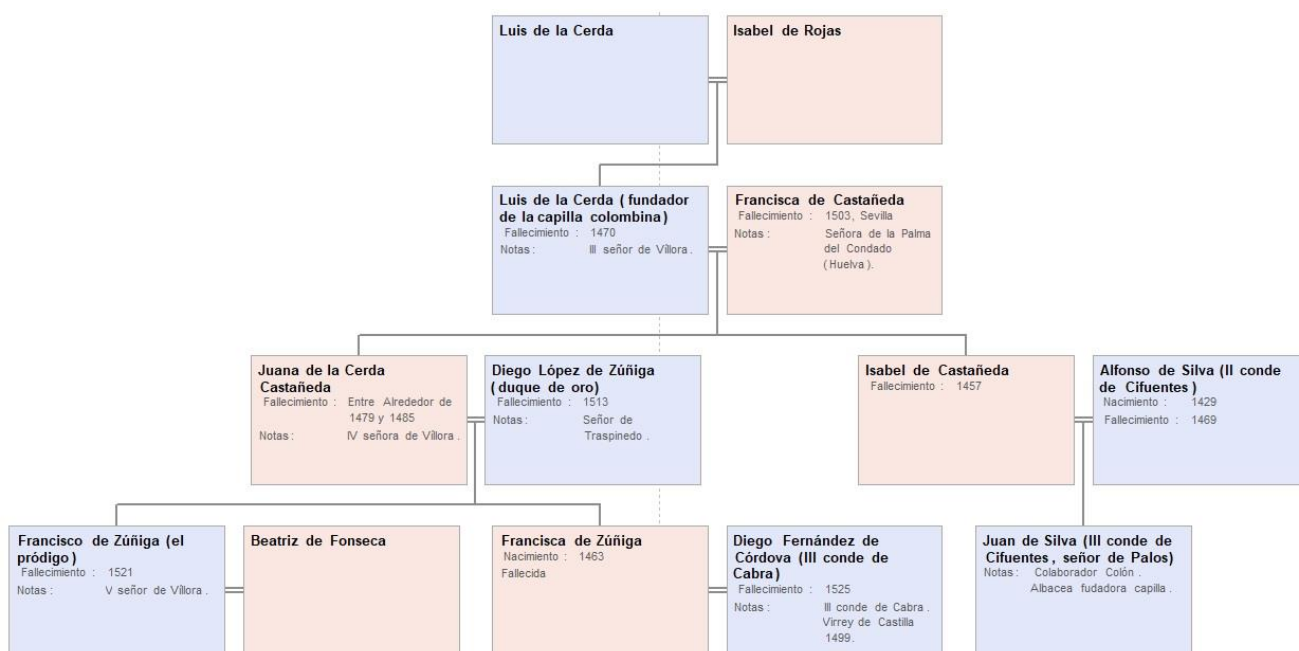 Luis de la Cerda
Isabel de Rojas
Luis de la Cerda (fundador
de la capilla colombina)
Fallecimiento : 1470
Notas : III señor de Víllora.
Francisca de Castañeda
Fallecimiento : 1503, Sevilla
Notas : Señora de la Palma
del Condado
(Huelva).
Juana de la Cerda
Castañeda
Fallecimiento : Entre Alrededor de
1479 y 1485
Notas : IV señora de Víllora.
Diego López de Zúñiga
(duque de oro)
Fallecimiento : 1513
Notas : Señor de
Traspinedo.
Isabel de Castañeda
Fallecimiento : 1457
Alfonso de Silva (II conde
de Cifuentes)
Nacimiento : 1429
Fallecimiento : 1469
Francisco de Zúñiga (el
pródigo)
Fallecimiento : 1521
Notas : V señor de Víllora.
Beatriz de Fonseca
Francisca de Zúñiga
Nacimiento : 1463
Fallecida
Diego Fernández de
Córdova (III conde de
Cabra)
Fallecimiento : 1525
Notas : III conde de Cabra.
Virrey de Castilla
1499.
Juan de Silva (III conde de
Cifuentes, señor de Palos)
Notas : Colaborador Colón.
Albacea fudadora capilla.